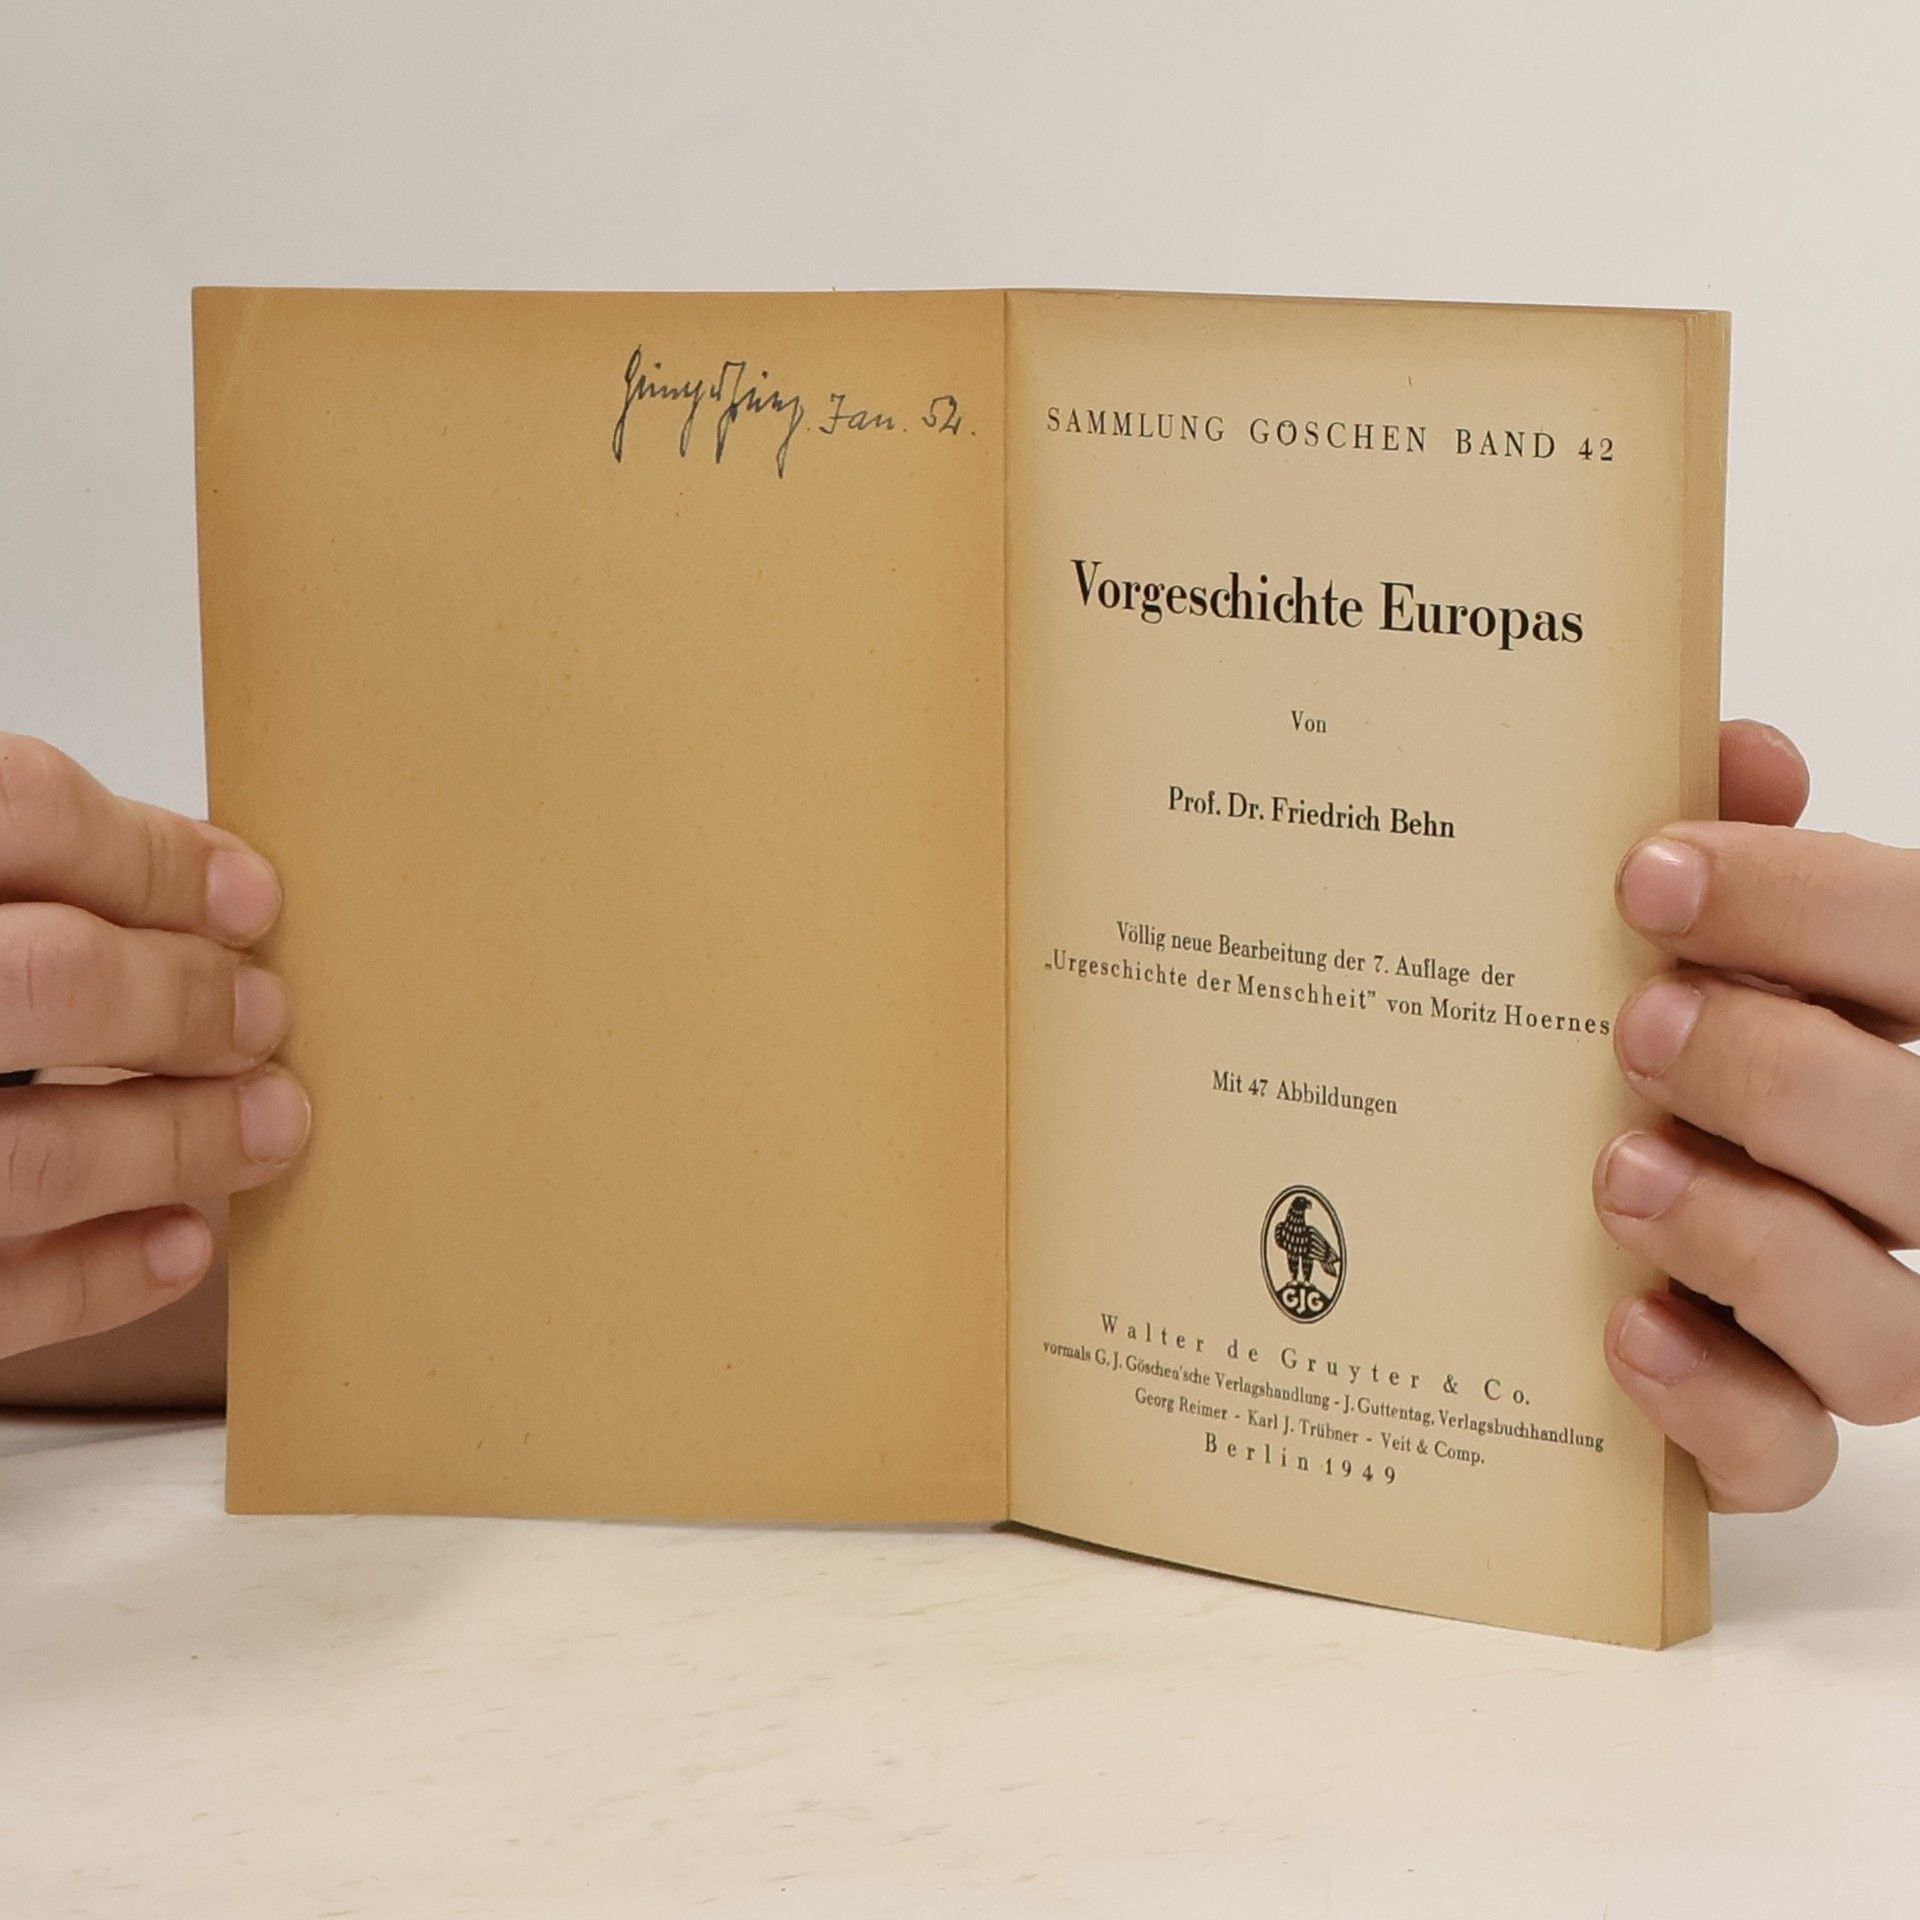 Jan. 52.
SAMMLUNG GÖSCHEN BAND 42
Vorgeschichte Europas
Von
Prof. Dr. Friedrich Behn
Völlig neue Bearbeitung der 7. Auflage der
„Urgeschichte der Menschheit” von Moritz Hoernes
Mit 47 Abbildungen
GJG
Walter de Gruyter & Co.
vormals G. J. Göschen'sche Verlagshandlung - J. Guttentag, Verlagsbuchhandlung
Georg Reimer - Karl J. Trübner - Veit & Comp.
Berlin 1949